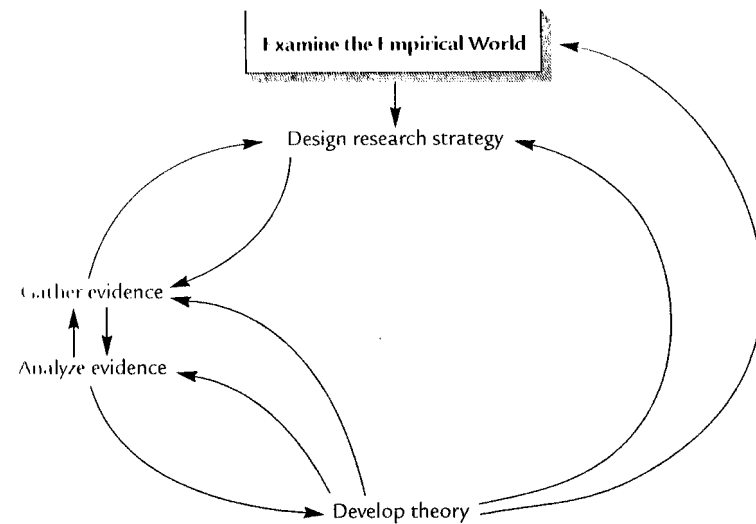 Examine the Empirical World
Design research strategy
Gather evidence
Analyze evidence
Develop theory